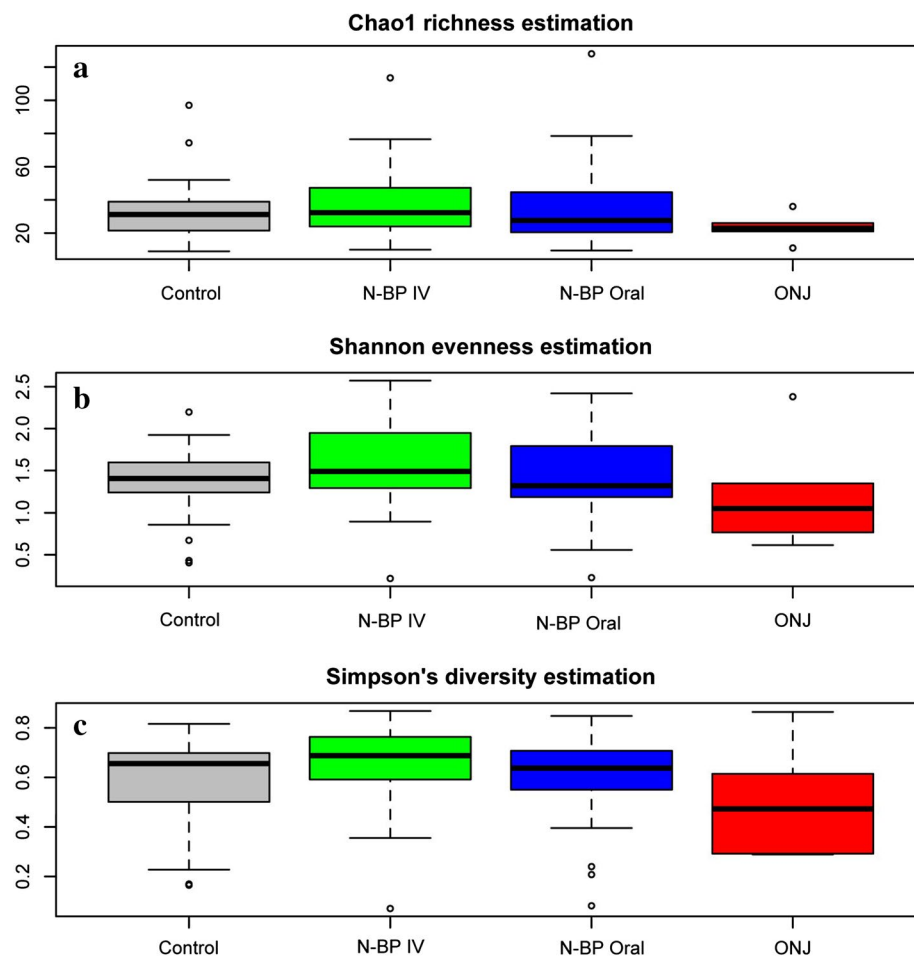 Chao1 richness estimation
a
100
60
20
Control N-BP IV N-BP Oral ONJ
Shannon evenness estimation
b
2.5
2.0
1.5
1.0
0.5
Control N-BP IV N-BP Oral ONJ
Simpson's diversity estimation
c
0.8
0.6
0.4
0.2
Control N-BP IV N-BP Oral ONJ